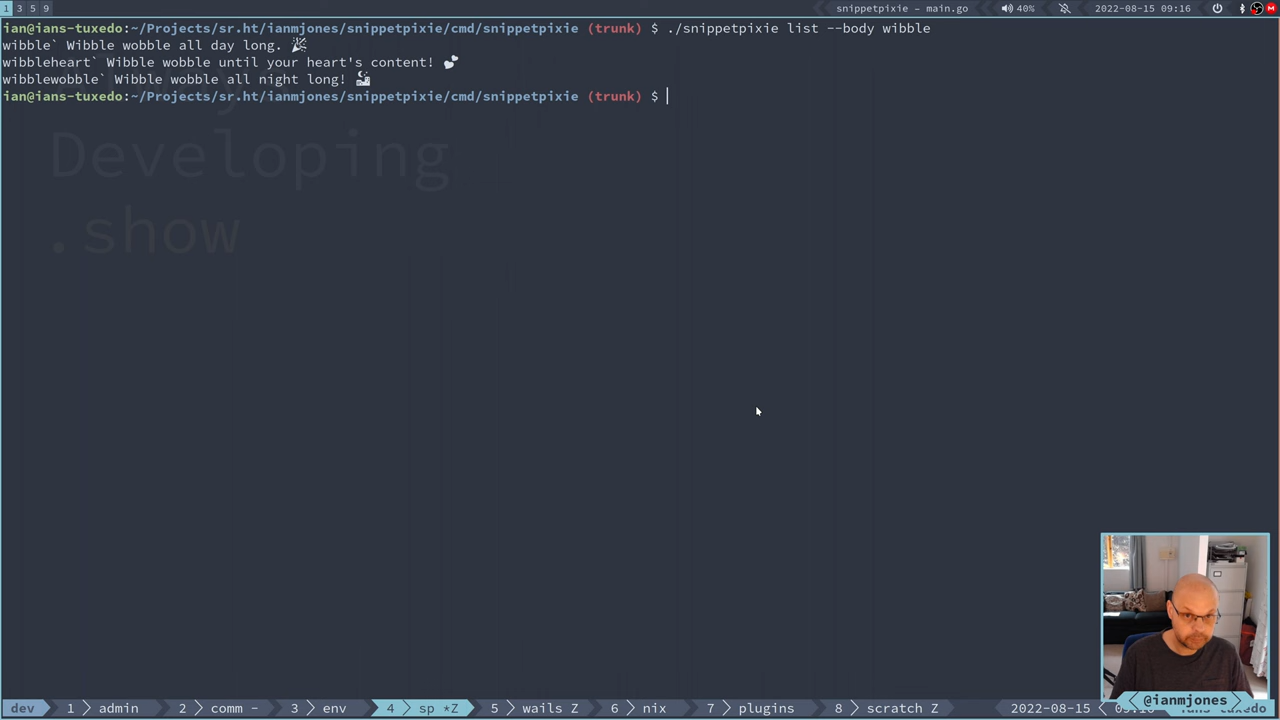 1 3 5 9
snippetpixie – main.go
40%
2022-08-15 09:16
ian@ians-tuxedo:~/Projects/sr.ht/ianmjones/snippetpixie/cmd/snippetpixie (trunk) $ ./snippetpixie list --body wibble
wibble` Wibble wobble all day long. 🎉
wibbleheart` Wibble wobble until your heart's content! 💕
wibblewobble` Wibble wobble all night long! 🌃
ian@ians-tuxedo:~/Projects/sr.ht/ianmjones/snippetpixie/cmd/snippetpixie (trunk) $
Developing
.show
@ianmjones
dev 1 admin 2 comm - 3 env 4 sp *Z 5 wails Z 6 nix 7 plugins 8 scratch Z 2022-08-15